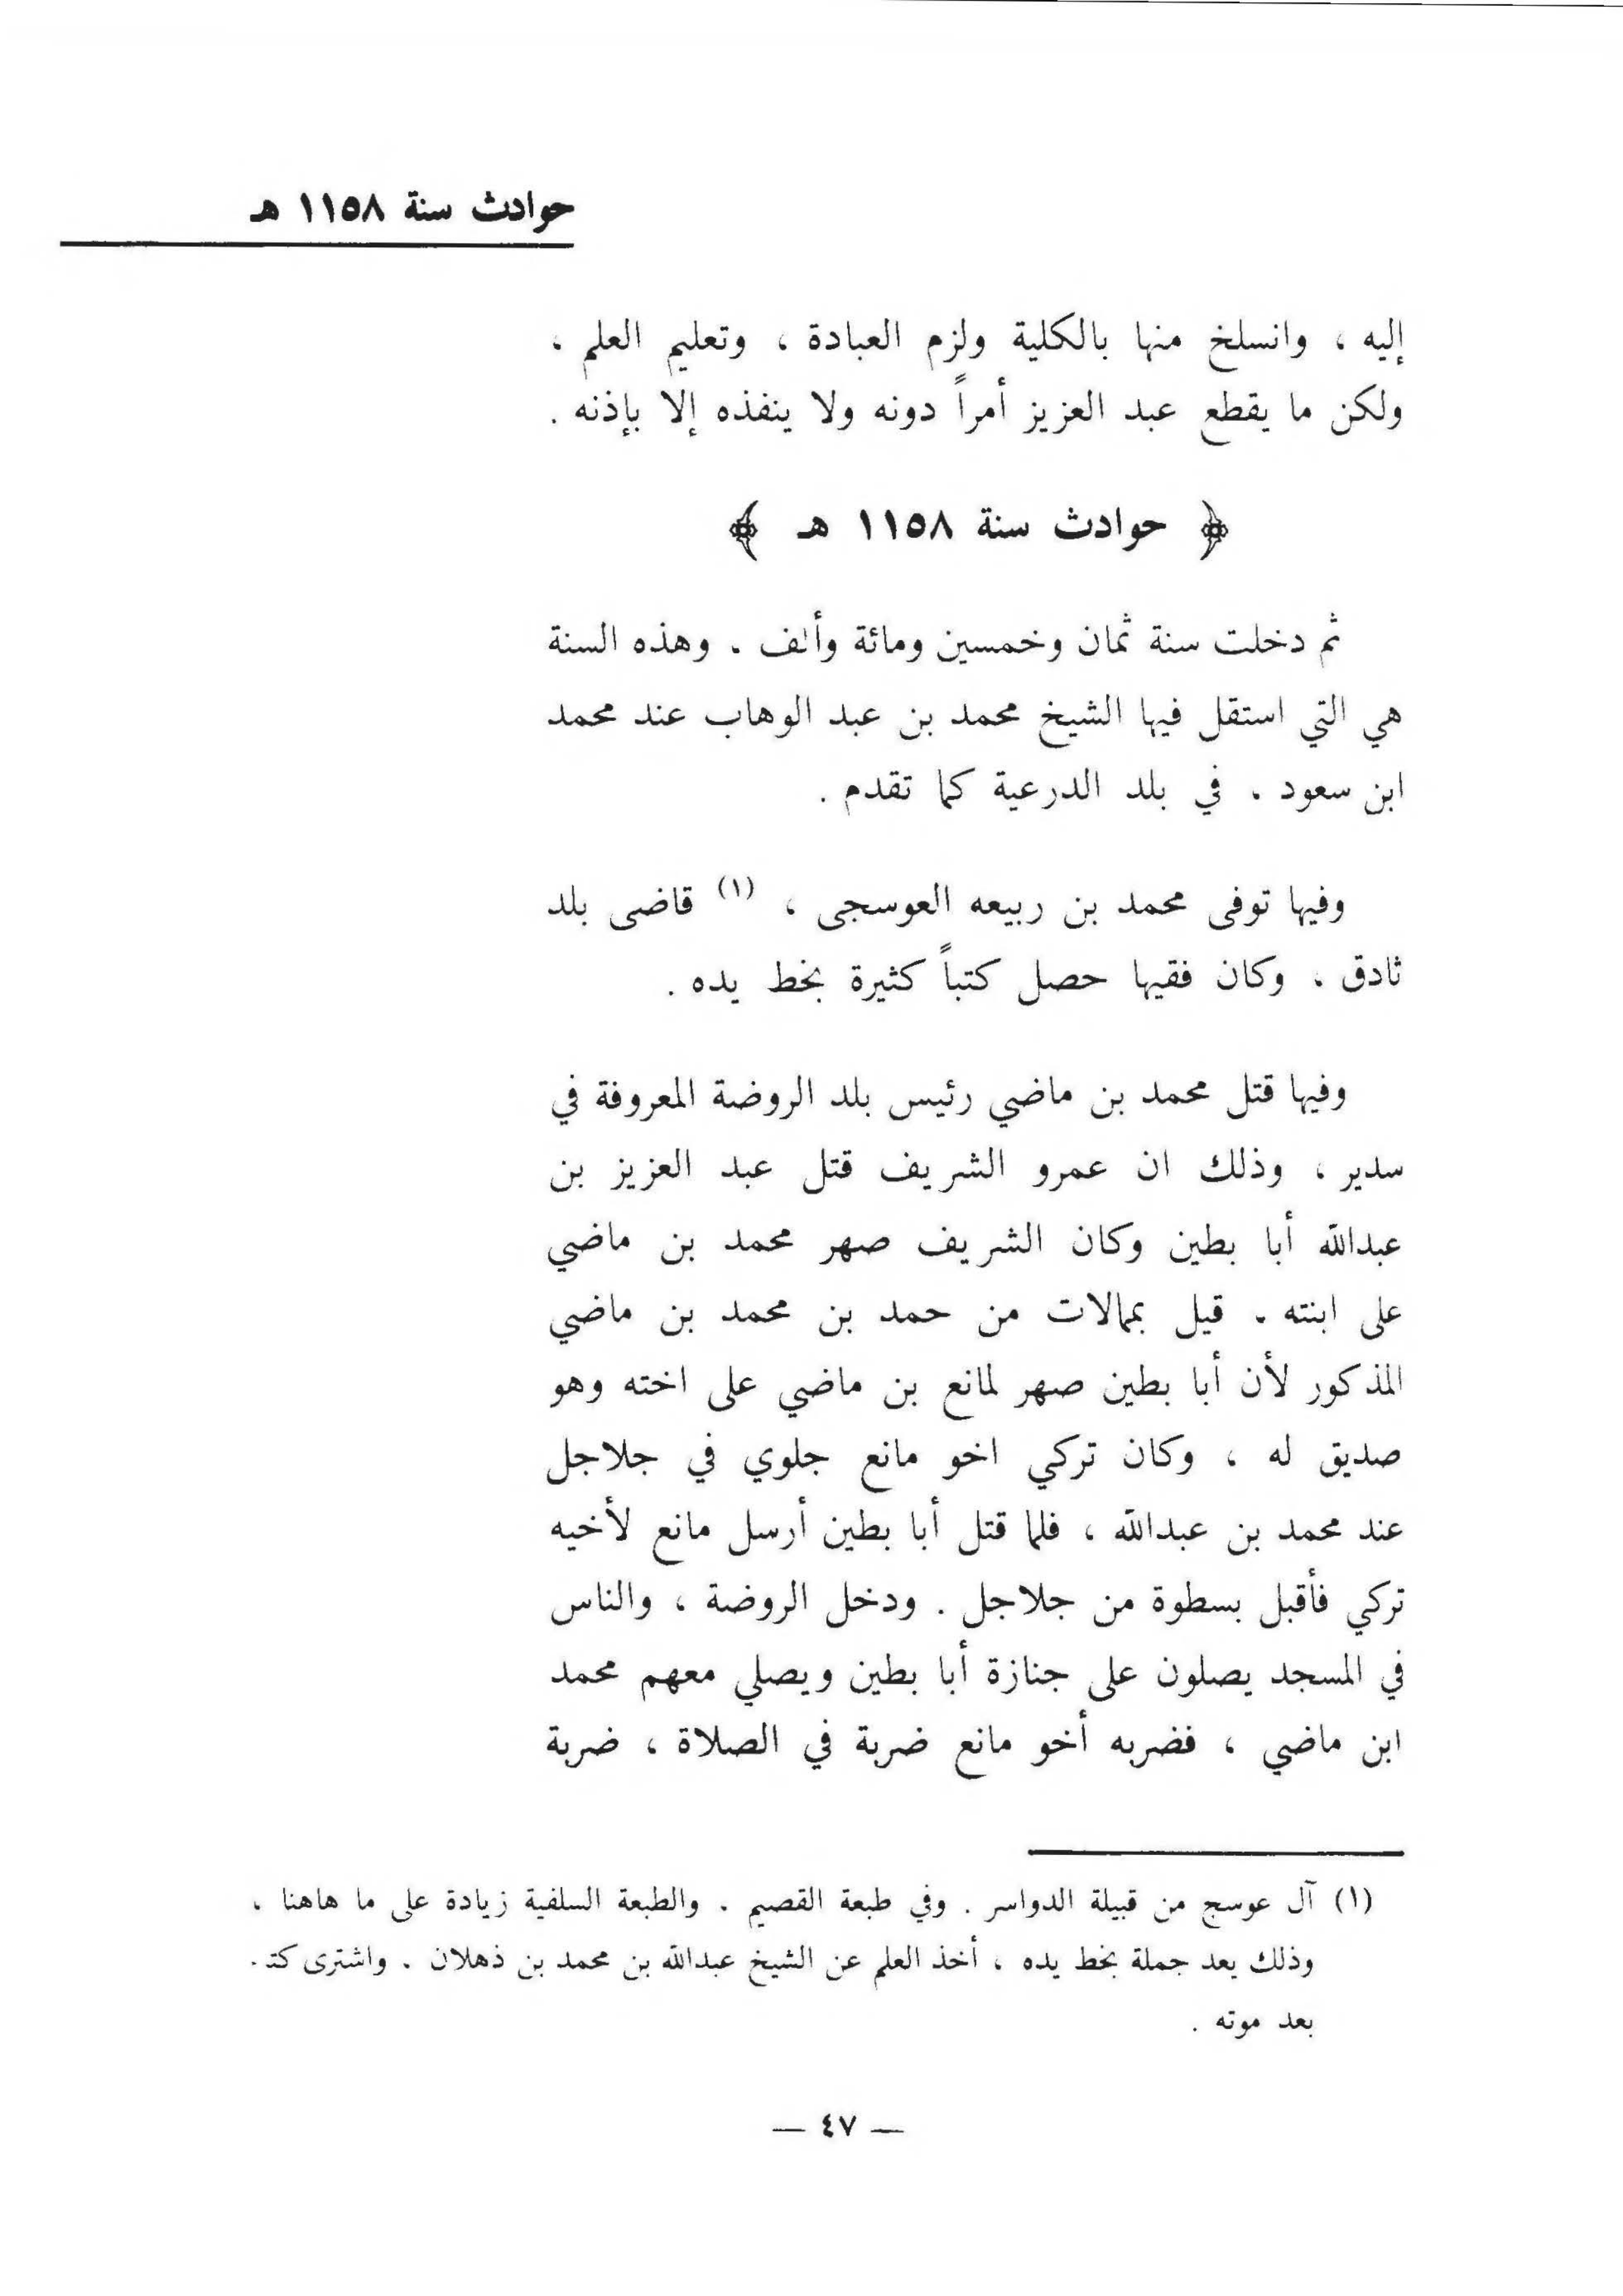 حوادث سنة ١١٥٨ هـ
إليه ، وانسلخ منها بالكلية ولزم العبادة ، وتعليم العلم ،
ولكن ما يقطع عبد العزيز أمراً دونه ولا ينفذه إلا بإذنه .
﴿ حوادث سنة ١١٥٨ هـ ﴾
ثم دخلت سنة ثمان وخمسين ومائة وألف . وهذه السنة
هي التي استقل فيها الشيخ محمد بن عبد الوهاب عند محمد
ابن سعود . في بلد الدرعية كما تقدم .
وفيها توفى محمد بن ربيعه العوسجى ، (١) قاضى بلد
ثادق ، وكان فقيها حصل كتباً كثيرة بخط يده .
وفيها قتل محمد بن ماضي رئيس بلد الروضة المعروفة في
سدير ، وذلك ان عمرو الشريف قتل عبد العزيز بن
عبدالله أبا بطين وكان الشريف صهر محمد بن ماضي
على ابنته . قيل بمالات من حمد بن محمد بن ماضي
المذكور لأن أبا بطين صهر لمانع بن ماضي على اخته وهو
صديق له ، وكان تركي اخو مانع جلوي في جلاجل
عند محمد بن عبدالله ، فلما قتل أبا بطين أرسل مانع لأخيه
تركي فأقبل بسطوة من جلاجل . ودخل الروضة ، والناس
في المسجد يصلون على جنازة أبا بطين ويصلي معهم محمد
ابن ماضي ، فضربه أخو مانع ضربة في الصلاة ، ضربة
(١) آل عوسج من قبيلة الدواسر . وفي طبعة القصيم . والطبعة السلفية زيادة على ما هاهنا ،
وذلك يعد جملة بخط يده ، أخذ العلم عن الشيخ عبدالله بن محمد بن ذهلان . واشترى كتـ .
بعد موته .
— ٤٧ —